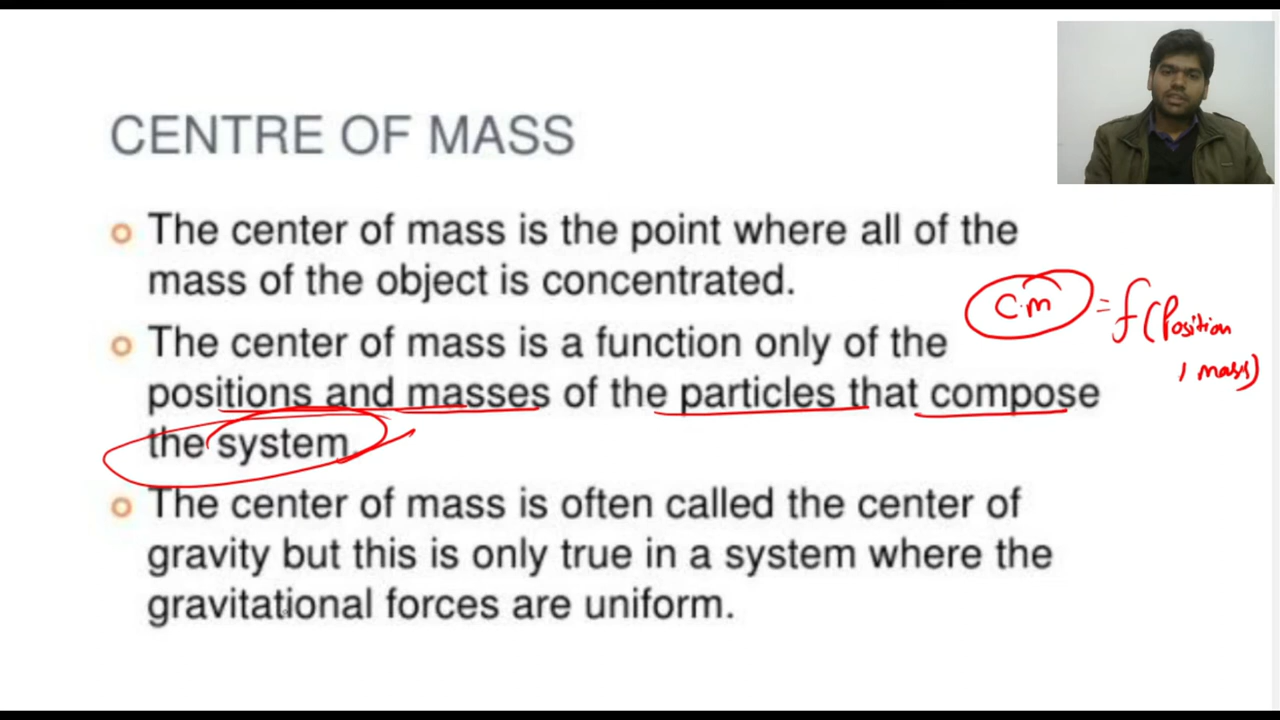 CENTRE OF MASS
The center of mass is the point where all of the
mass of the object is concentrated.
C.m = f(Position
, mass)
The center of mass is a function only of the
positions and masses of the particles that compose
the system.
The center of mass is often called the center of
gravity but this is only true in a system where the
gravitational forces are uniform.